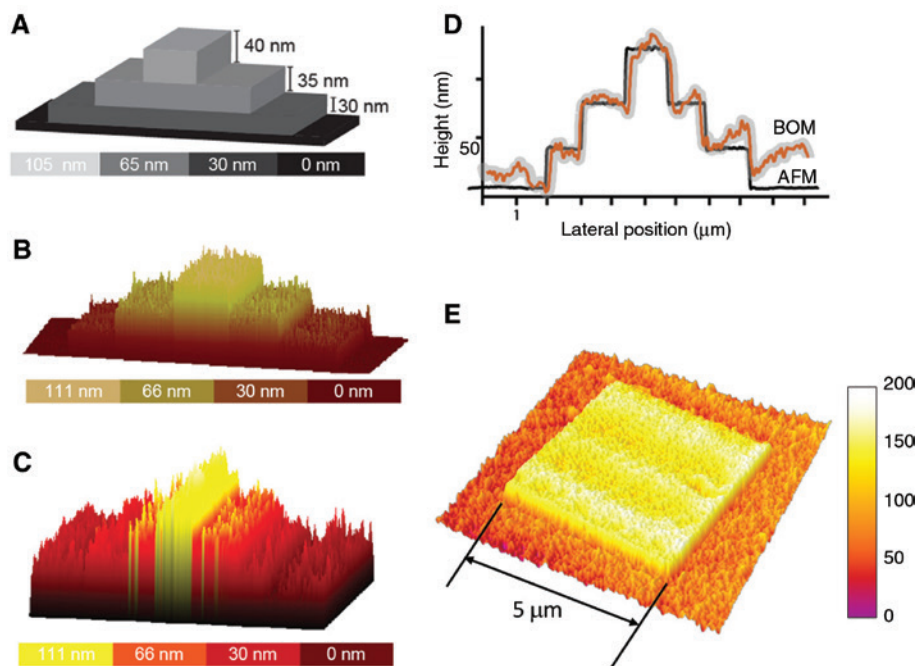 A
40 nm
35 nm
30 nm
105 nm 65 nm 30 nm 0 nm
B
111 nm 66 nm 30 nm 0 nm
C
111 nm 66 nm 30 nm 0 nm
D
Height (nm)
50
BOM
AFM
1
Lateral position (μm)
E
200
150
100
50
0
5 μm